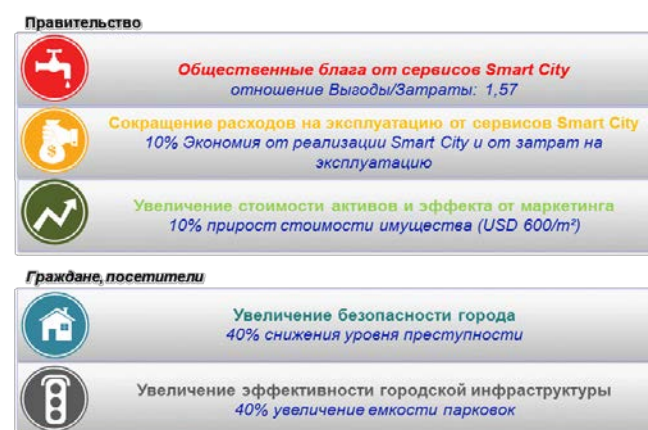 Правительство
Общественные блага от сервисов Smart City
отношение Выгоды/Затраты: 1,57
Сокращение расходов на эксплуатацию от сервисов Smart City
10% Экономия от реализации Smart City и от затрат на
эксплуатацию
Увеличение стоимости активов и эффекта от маркетинга
10% прирост стоимости имущества (USD 600/m²)
Граждане, посетители
Увеличение безопасности города
40% снижения уровня преступности
Увеличение эффективности городской инфраструктуры
40% увеличение емкости парковок